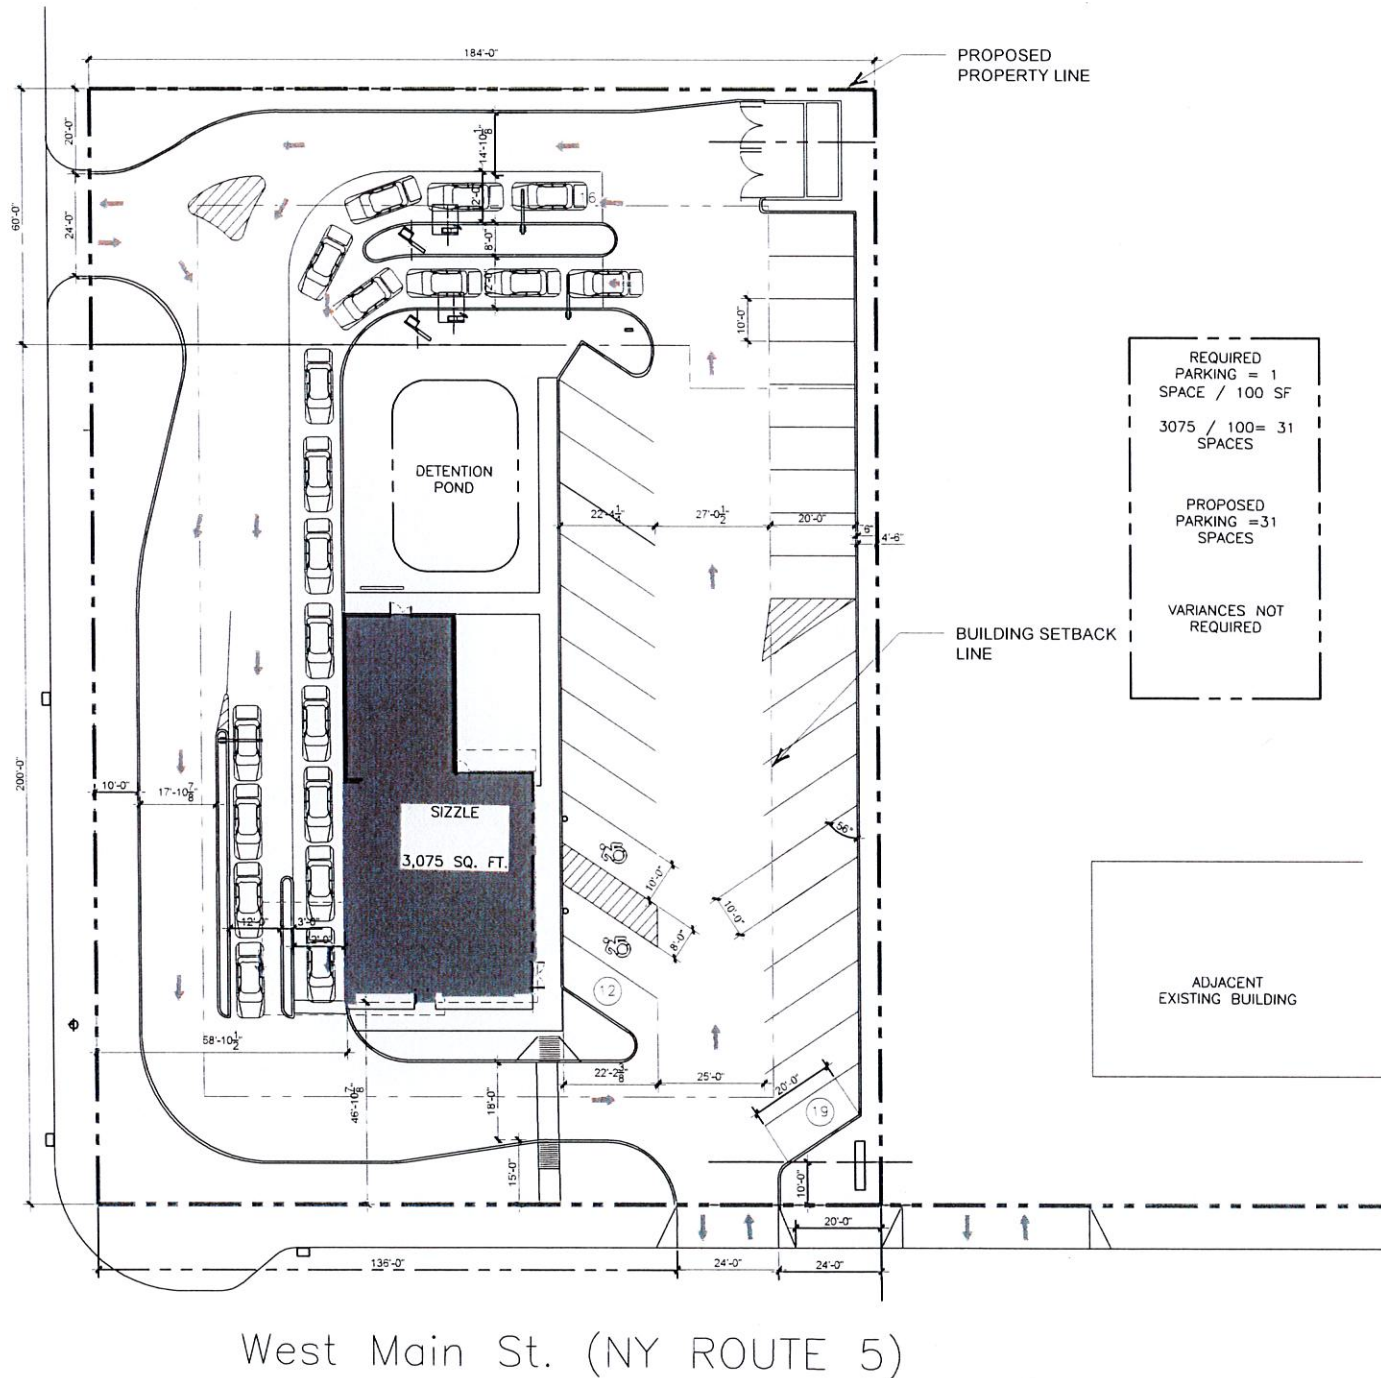 184'-0"
PROPOSED
PROPERTY LINE
20'-0"
14'-10 1/8"
60'-0"
24'-0"
8'-0"
10'-0"
REQUIRED
PARKING = 1
SPACE / 100 SF
3075 / 100= 31
SPACES
PROPOSED
PARKING =31
SPACES
VARIANCES NOT
REQUIRED
DETENTION
POND
22'-4 1/4"
27'-0 1/2"
20'-0"
6"
4'-6"
BUILDING SETBACK
LINE
200'-0"
10'-0"
17'-10 7/8"
SIZZLE
3,075 SQ. FT.
56°
10'-0"
10'-0"
8'-0"
12'-0"
3'-0"
12
ADJACENT
EXISTING BUILDING
58'-10 1/2"
46'-10 7/8"
18'-0"
22'-2 3/8"
25'-0"
20'-0"
19
15'-0"
10'-0"
20'-0"
136'-0"
24'-0"
24'-0"
West Main St. (NY ROUTE 5)